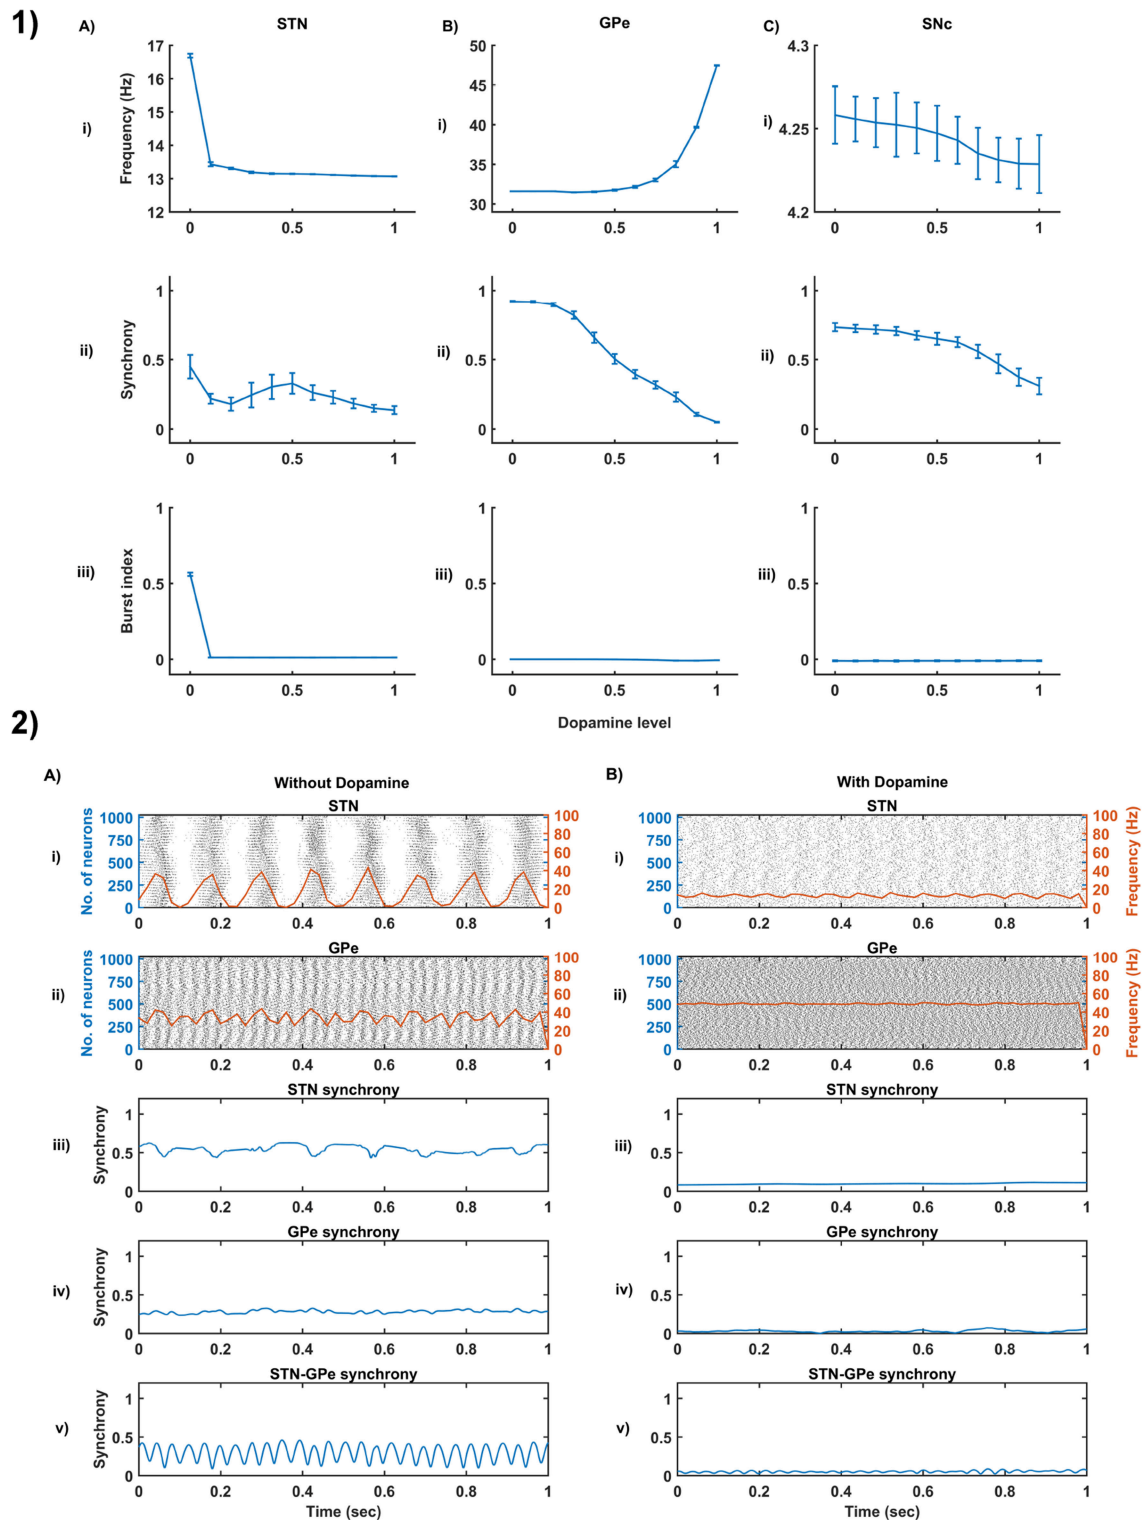 1)
A) STN B) GPe C) SNc
17 50 4.3
16 45
15 40
i) Frequency (Hz) i) i) 4.25
14 35
13 30
12 4.2
0 0.5 1 0 0.5 1 0 0.5 1
1 1 1
ii) Synchrony 0.5 ii) 0.5 ii) 0.5
0 0 0
0 0.5 1 0 0.5 1 0 0.5 1
1 1 1
iii) Burst index 0.5 iii) 0.5 iii) 0.5
0 0 0
0 0.5 1 0 0.5 1 0 0.5 1
Dopamine level
2)
A) Without Dopamine B) With Dopamine
STN STN
1000 100 1000 100
750 80 750 80
i) No. of neurons 500 60 i) 500 60 Frequency (Hz)
40 40
250 20 250 20
0 0 0 0
0 0.2 0.4 0.6 0.8 1 0 0.2 0.4 0.6 0.8 1
GPe GPe
1000 100 1000 100
750 80 750 80
ii) No. of neurons 500 60 ii) 500 60 Frequency (Hz)
40 40
250 20 250 20
0 0 0 0
0 0.2 0.4 0.6 0.8 1 0 0.2 0.4 0.6 0.8 1
STN synchrony STN synchrony
1 1
iii) Synchrony 0.5 iii) 0.5
0 0
0 0.2 0.4 0.6 0.8 1 0 0.2 0.4 0.6 0.8 1
GPe synchrony GPe synchrony
1 1
iv) Synchrony 0.5 iv) 0.5
0 0
0 0.2 0.4 0.6 0.8 1 0 0.2 0.4 0.6 0.8 1
STN-GPe synchrony STN-GPe synchrony
1 1
v) Synchrony 0.5 v) 0.5
0 0
0 0.2 0.4 0.6 0.8 1 0 0.2 0.4 0.6 0.8 1
Time (sec) Time (sec)